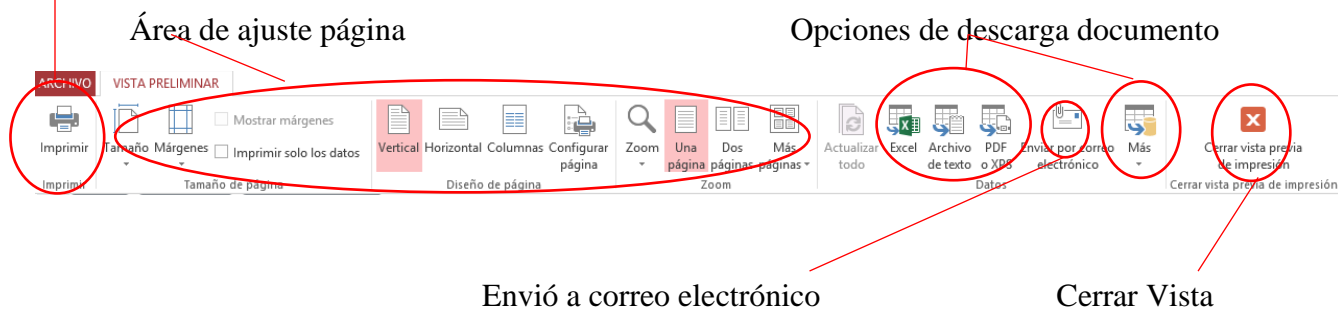 Área de ajuste página
Opciones de descarga documento
ARCHIVO VISTA PRELIMINAR
Imprimir
Tamaño
Márgenes
Mostrar márgenes
Imprimir solo los datos
Vertical
Horizontal
Columnas
Configurar
página
Zoom
Una
página
Dos
páginas
Más
páginas
Actualizar
todo
Excel
Archivo
de texto
PDF
o XPS
Enviar por correo
electrónico
Más
Cerrar vista previa
de impresión
Imprimir
Tamaño de página
Diseño de página
Zoom
Datos
Cerrar vista previa de impresión
Envió a correo electrónico
Cerrar Vista